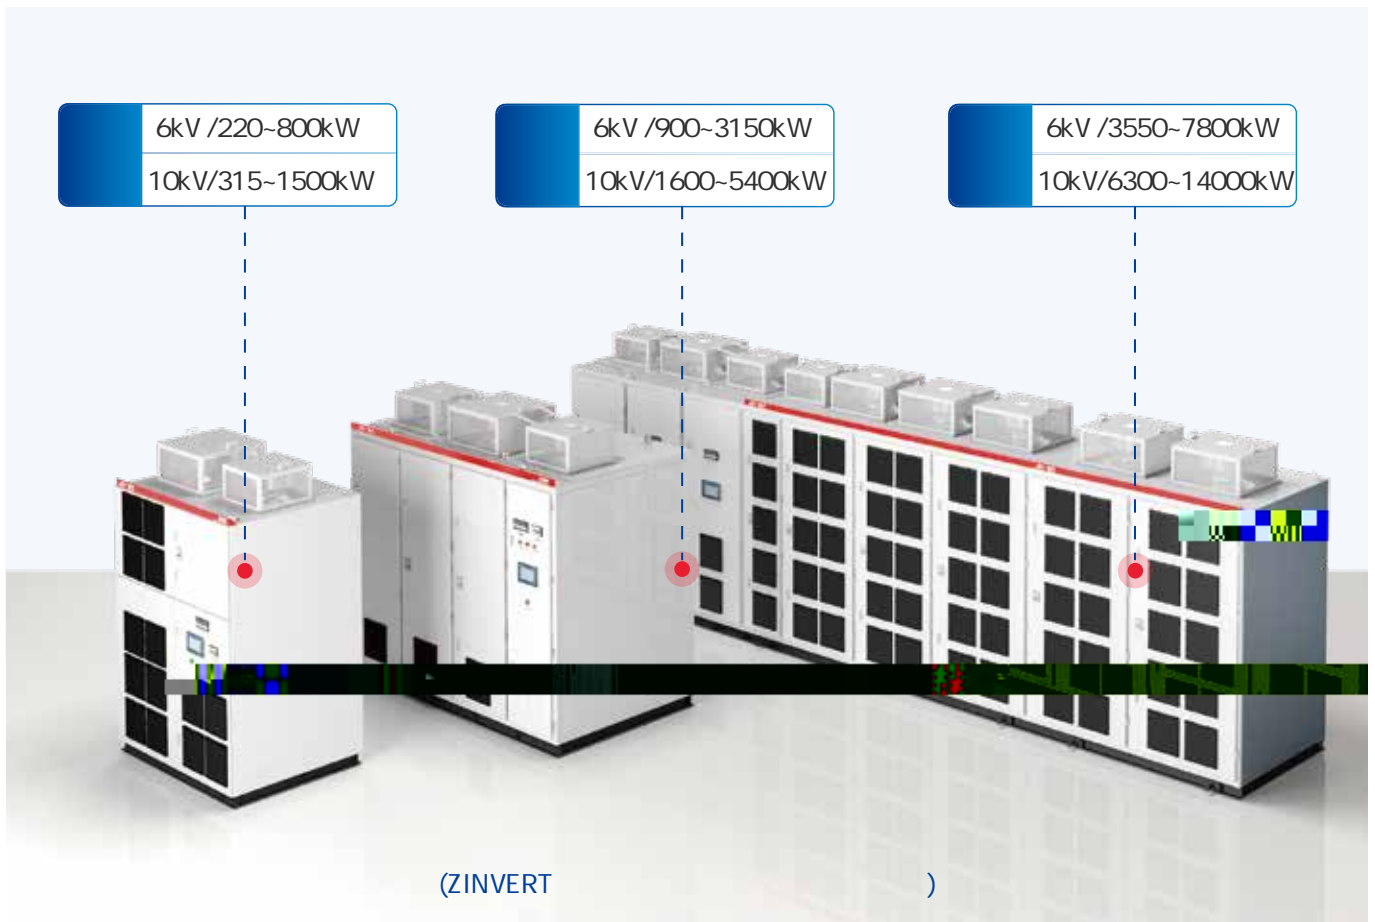 6kV /220~800kW
10kV/315~1500kW
6kV /900~3150kW
10kV/1600~5400kW
6kV /3550~7800kW
10kV/6300~14000kW
(ZINVERT )